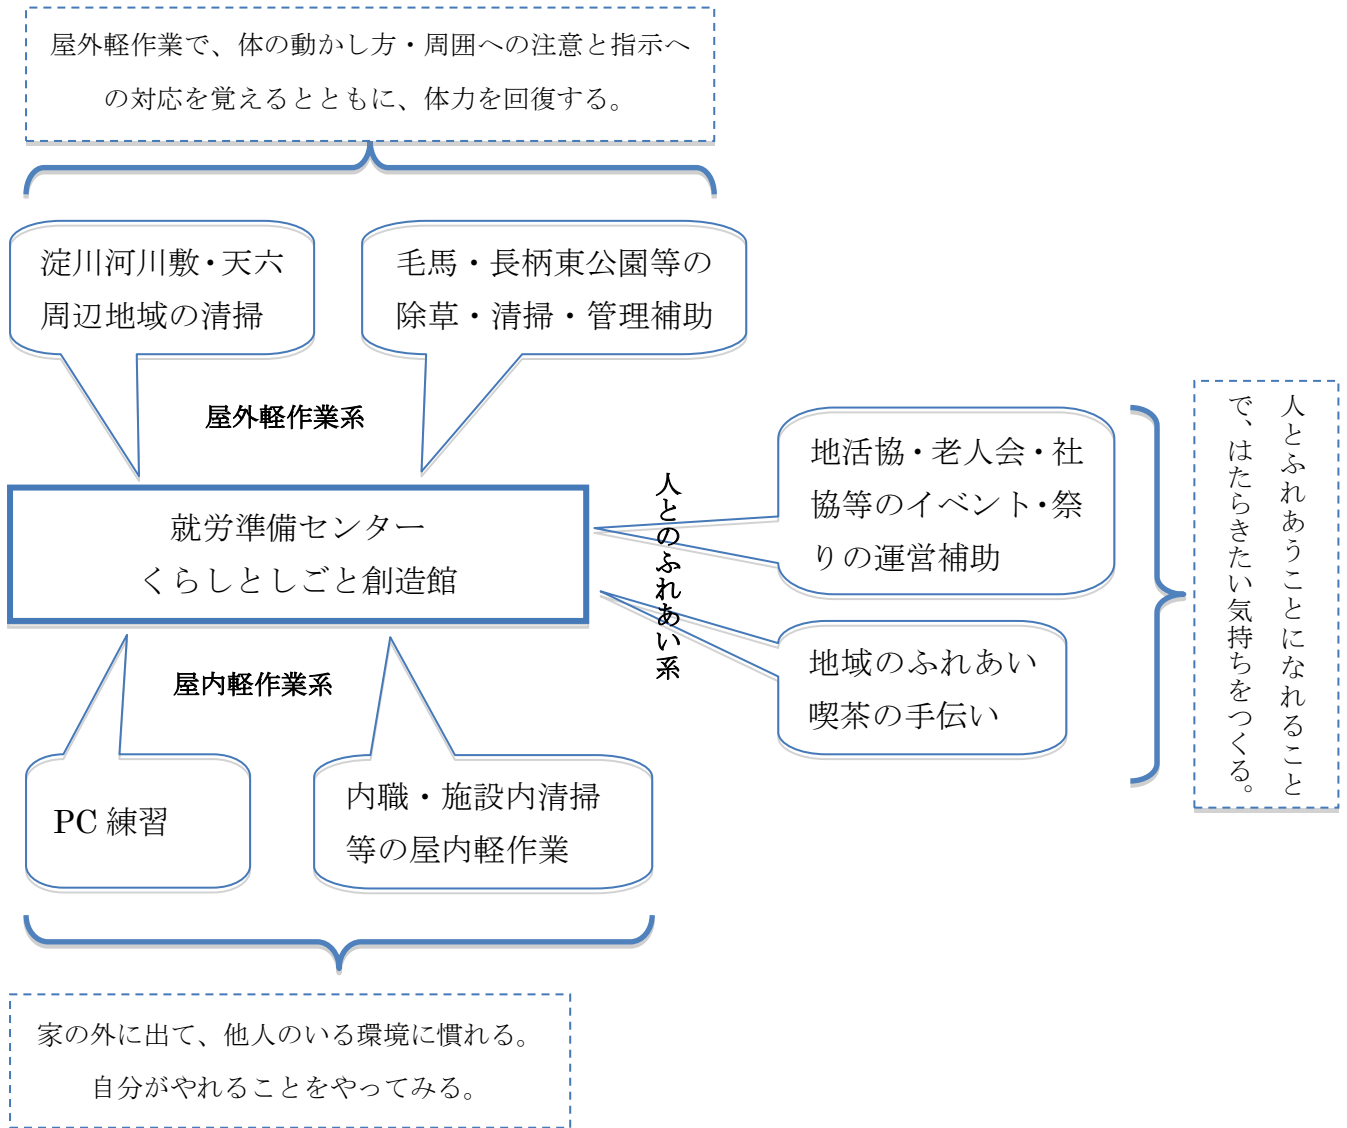 屋外軽作業で、体の動かし方・周囲への注意と指示へ
の対応を覚えるとともに、体力を回復する。
淀川河川敷・天六
周辺地域の清掃
毛馬・長柄東公園等の
除草・清掃・管理補助
屋外軽作業系
就労準備センター
くらしとしごと創造館
人とのふれあい系
地活協・老人会・社
協等のイベント・祭
りの運営補助
地域のふれあい
喫茶の手伝い
人とふれあうことになれること
で、はたらきたい気持ちをつくる。
屋内軽作業系
PC 練習
内職・施設内清掃
等の屋内軽作業
家の外に出て、他人のいる環境に慣れる。
自分がやれることをやってみる。